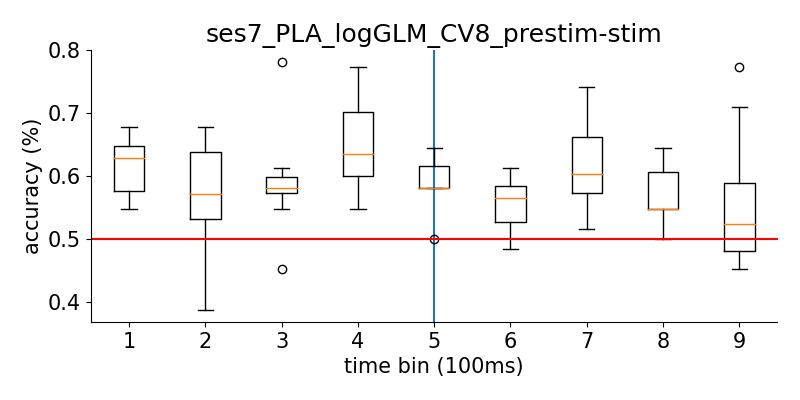 ses7_PLA_logGLM_CV8_prestim-stim
accuracy (%)
0.8
0.7
0.6
0.5
0.4
1 2 3 4 5 6 7 8 9
time bin (100ms)